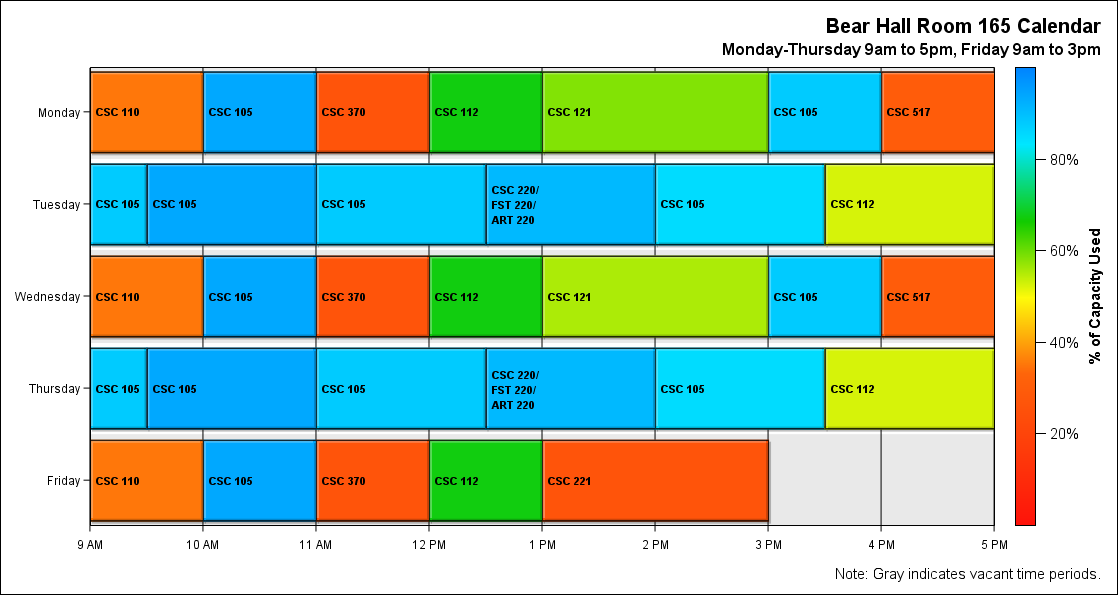 Bear Hall Room 165 Calendar
Monday-Thursday 9am to 5pm, Friday 9am to 3pm
Monday
CSC 110
CSC 105
CSC 370
CSC 112
CSC 121
CSC 105
CSC 517
Tuesday
CSC 105
CSC 105
CSC 105
CSC 220/
FST 220/
ART 220
CSC 105
CSC 112
Wednesday
CSC 110
CSC 105
CSC 370
CSC 112
CSC 121
CSC 105
CSC 517
Thursday
CSC 105
CSC 105
CSC 105
CSC 220/
FST 220/
ART 220
CSC 105
CSC 112
Friday
CSC 110
CSC 105
CSC 370
CSC 112
CSC 221
9 AM
10 AM
11 AM
12 PM
1 PM
2 PM
3 PM
4 PM
5 PM
80%
60%
40%
20%
% of Capacity Used
Note: Gray indicates vacant time periods.